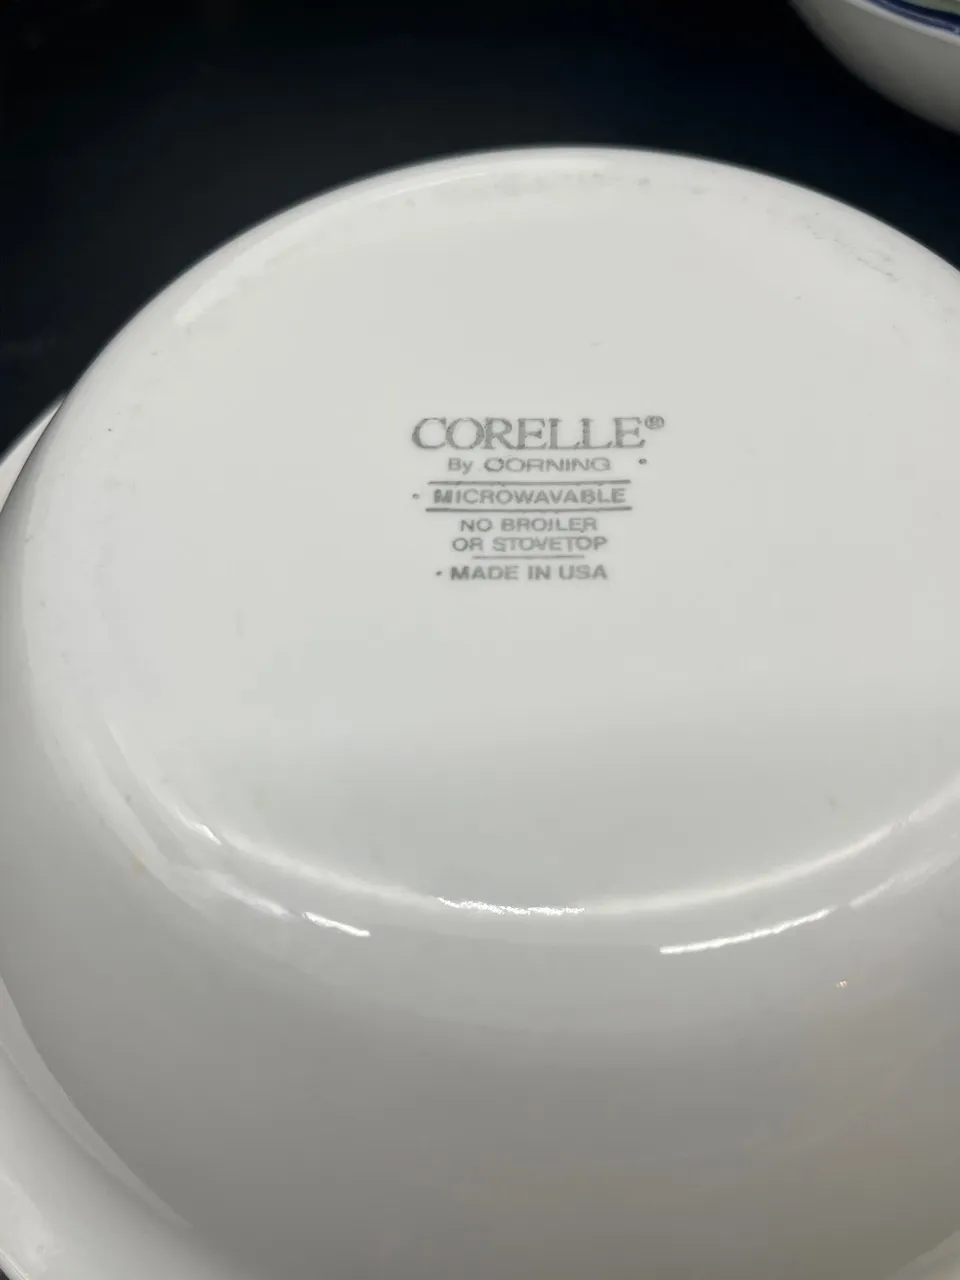 CORELLE®
By CORNING
• MICROWAVABLE
NO BROILER
OR STOVETOP
• MADE IN USA